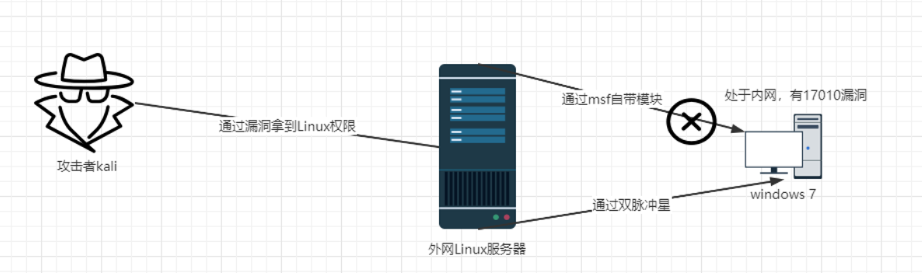 通过msf自带模块
处于内网，有17010漏洞
通过漏洞拿到Linux权限
攻击者kali
windows 7
通过双脉冲星
外网Linux服务器